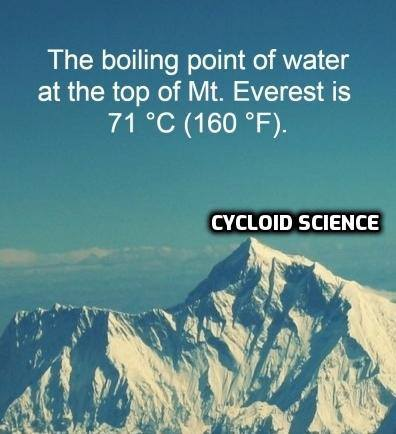 The boiling point of water
at the top of Mt. Everest is
71 °C (160 °F).
CYCLOID SCIENCE